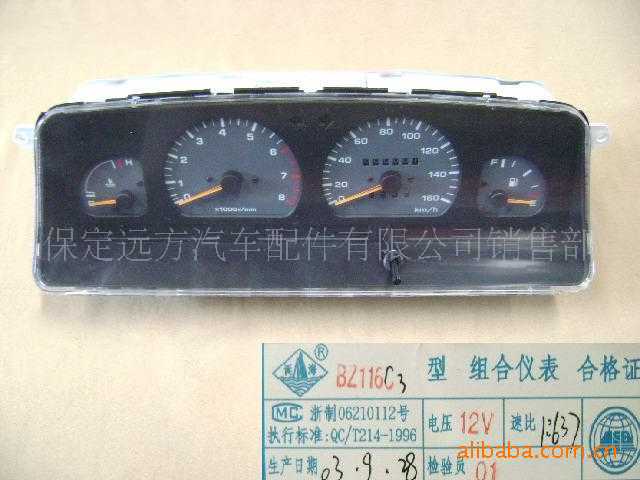 0 1 2 3 4 5 6 7 8
x1000r/min
0 20 40 60 80 100 120 140 160
km/h
H
F
保定远方汽车配件有限公司销售部
BZ116C3 型 组合仪表 合格证
MC 浙制06210112号
执行标准:QC/T214-1996
电压 12V 速比 1:637
生产日期 03.9.28 检验员 01
alibaba.com.cn